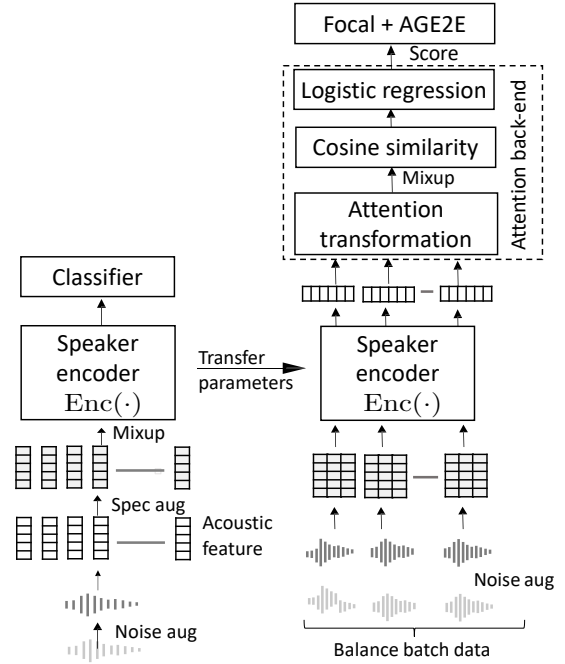 Focal + AGE2E
Score
Logistic regression
Cosine similarity
Mixup
Attention
transformation
Attention back-end
Classifier
Speaker
encoder
Enc(·)
Transfer
parameters
Speaker
encoder
Enc(·)
Mixup
Spec aug
Acoustic
feature
Noise aug
Noise aug
Balance batch data